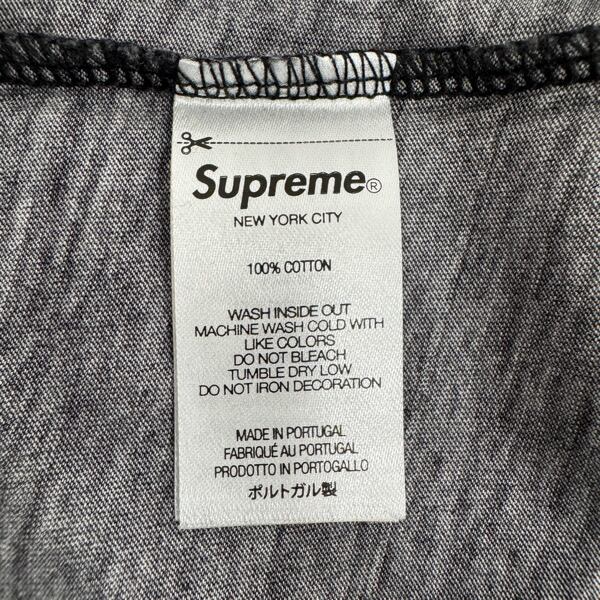 Supreme®
NEW YORK CITY
100% COTTON
WASH INSIDE OUT
MACHINE WASH COLD WITH
LIKE COLORS
DO NOT BLEACH
TUMBLE DRY LOW
DO NOT IRON DECORATION
MADE IN PORTUGAL
FABRIQUÉ AU PORTUGAL
PRODOTTO IN PORTOGALLO
ポルトガル製